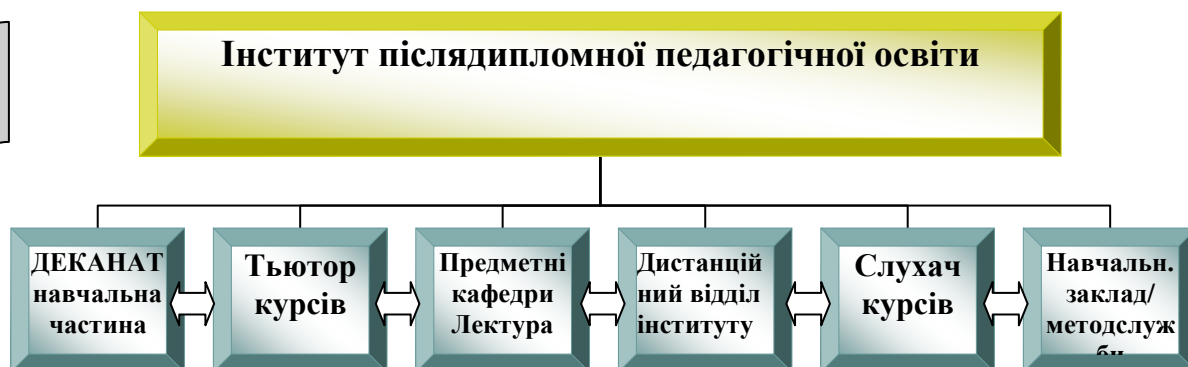 Інститут післядипломної педагогічної освіти
ДЕКАНАТ
навчальна
частина
Тьютор
курсів
Предметні
кафедри
Лектура
Дистанцій
ний відділ
інституту
Слухач
курсів
Навчальн.
заклад/
методслуж
би